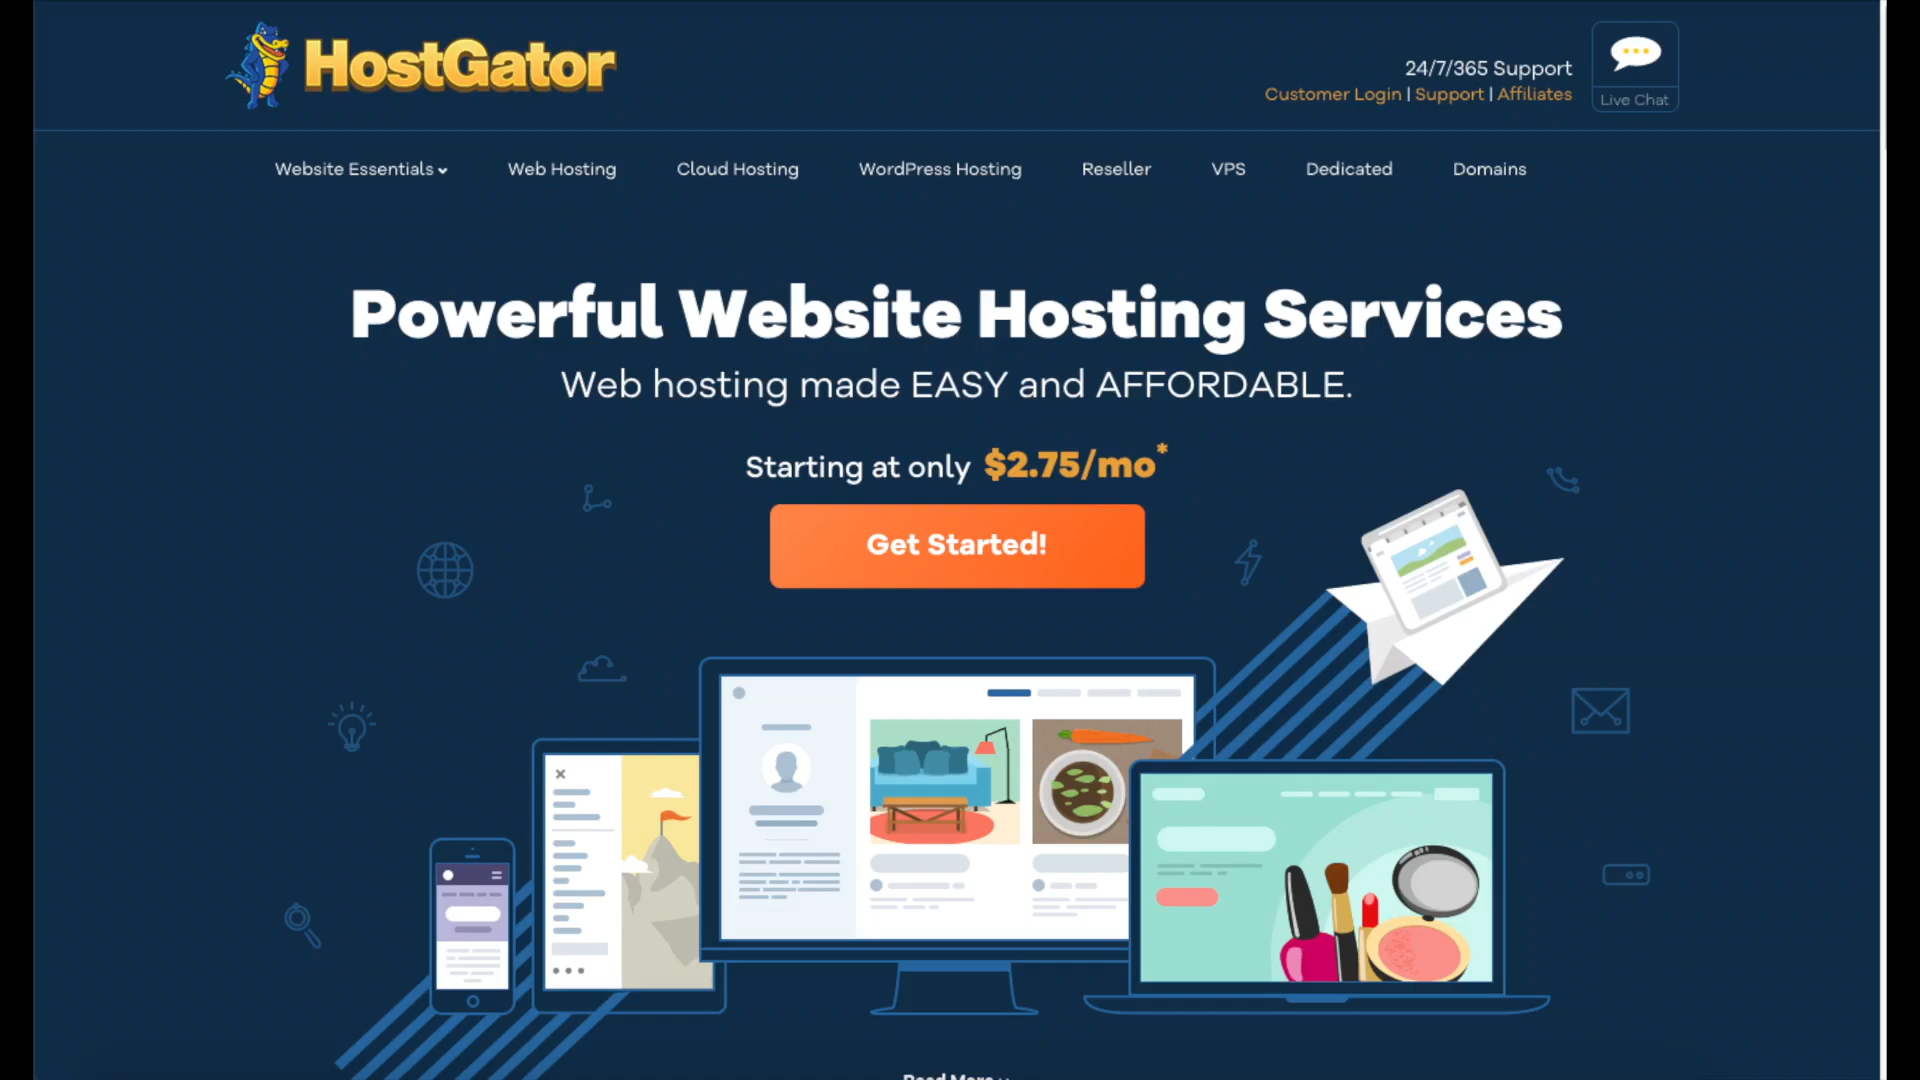 HostGator
24/7/365 Support
Customer Login | Support | Affiliates
Live Chat
Website Essentials
Web Hosting
Cloud Hosting
WordPress Hosting
Reseller
VPS
Dedicated
Domains
Powerful Website Hosting Services
Web hosting made EASY and AFFORDABLE.
Starting at only $2.75/mo*
Get Started!
Read More